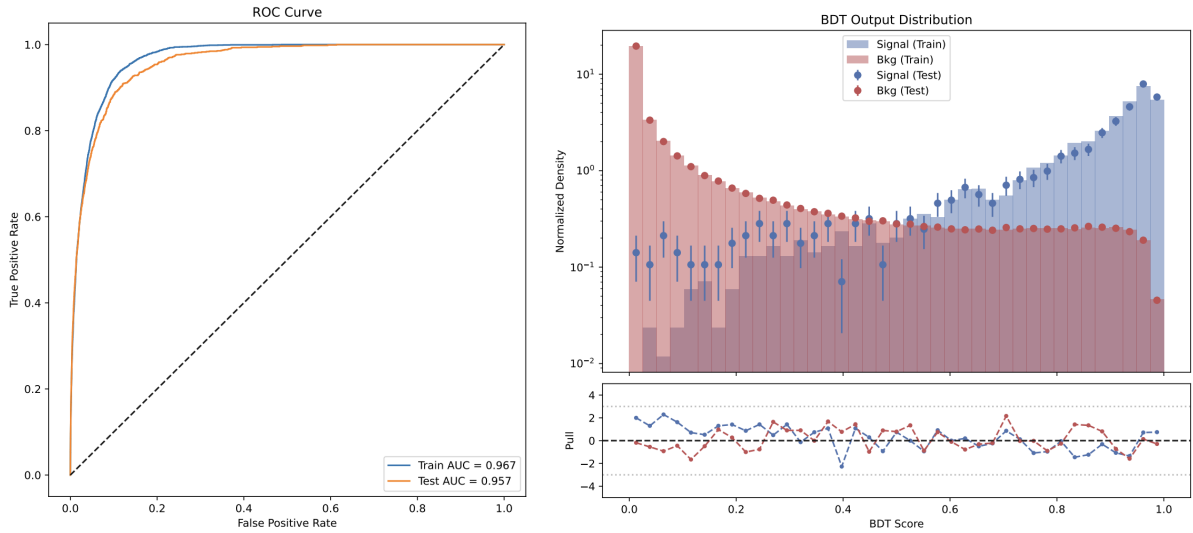 ROC Curve
True Positive Rate
1.0
0.8
0.6
0.4
0.2
0.0
0.0
0.2
0.4
0.6
0.8
1.0
False Positive Rate
Train AUC = 0.967
Test AUC = 0.957
BDT Output Distribution
Signal (Train)
Bkg (Train)
Signal (Test)
Bkg (Test)
Normalized Density
10¹
10⁰
10⁻¹
10⁻²
Pull
4
2
0
−2
−4
0.0
0.2
0.4
0.6
0.8
1.0
BDT Score